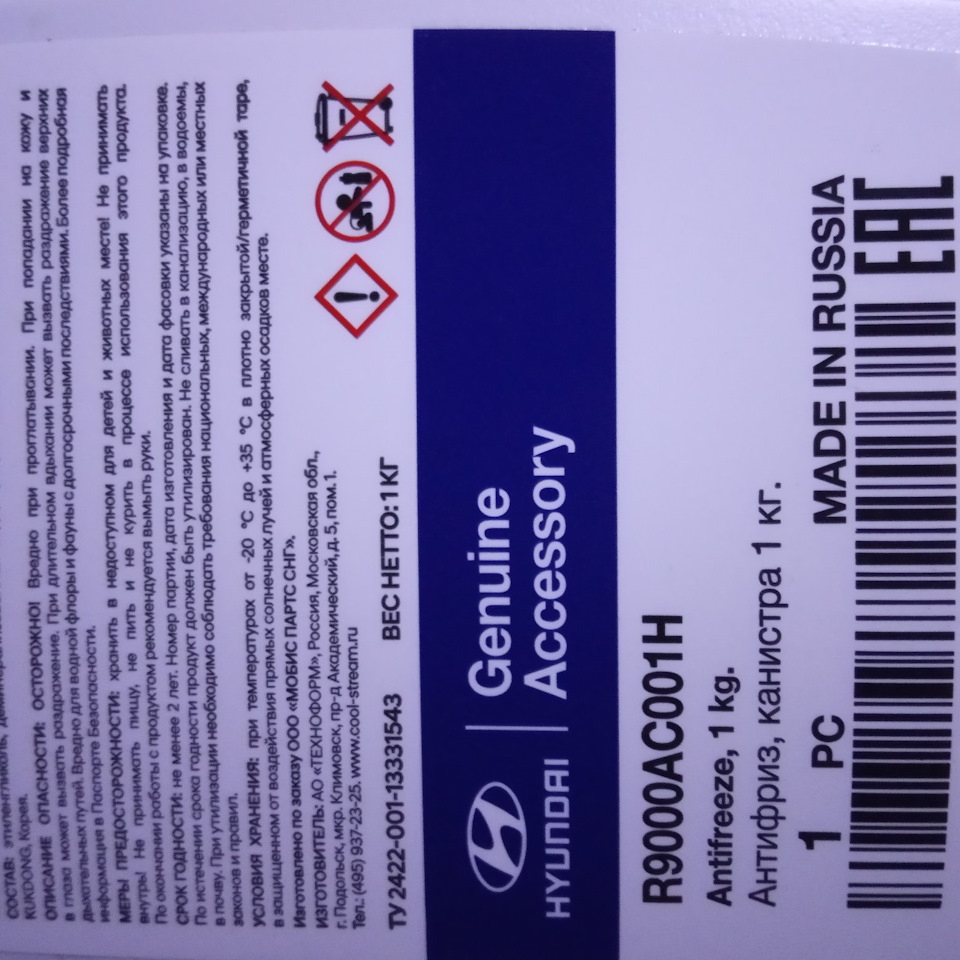 СОСТАВ: этиленгликоль,
KUKDONG, Корея.
ОПИСАНИЕ ОПАСНОСТИ: ОСТОРОЖНО! Вредно при проглатывании. При попадании на кожу и
в глаза может вызвать раздражение. При длительном вдыхании может вызвать раздражение верхних
дыхательных путей. Вредно для водной флоры и фауны с долгосрочными последствиями. Более подробная
информация в Паспорте Безопасности.
МЕРЫ ПРЕДОСТОРОЖНОСТИ: хранить в недоступном для детей и животных месте! Не принимать
внутрь! Не принимать пищу, не пить и не курить в процессе использования этого продукта.
По окончании работы с продуктом рекомендуется вымыть руки.
СРОК ГОДНОСТИ: не менее 2 лет. Номер партии, дата изготовления и дата фасовки указаны на упаковке.
По истечении срока годности продукт должен быть утилизирован. Не сливать в канализацию, в водоемы,
в почву. При утилизации необходимо соблюдать требования национальных, международных или местных
законов и правил.
УСЛОВИЯ ХРАНЕНИЯ: при температурах от -20 °C до +35 °C в плотно закрытой/герметичной таре,
в защищенном от воздействия прямых солнечных лучей и атмосферных осадков месте.
Изготовлено по заказу ООО «МОБИС ПАРТС СНГ».
ИЗГОТОВИТЕЛЬ: АО «ТЕХНОФОРМ», Россия, Московская обл.,
г. Подольск, мкр. Климовск, пр-д Академический, д. 5, пом. 1.
Тел.: (495) 937-23-25. www.cool-stream.ru
ТУ 2422-001-13331543 ВЕС НЕТТО: 1 КГ
HYUNDAI
Genuine
Accessory
R9000AC001H
Antifreeze, 1 kg.
Антифриз, канистра 1 кг.
1 PC MADE IN RUSSIA
EAC